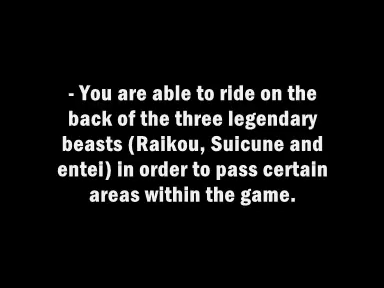 - You are able to ride on the
back of the three legendary
beasts (Raikou, Suicune and
entei) in order to pass certain
areas within the game.